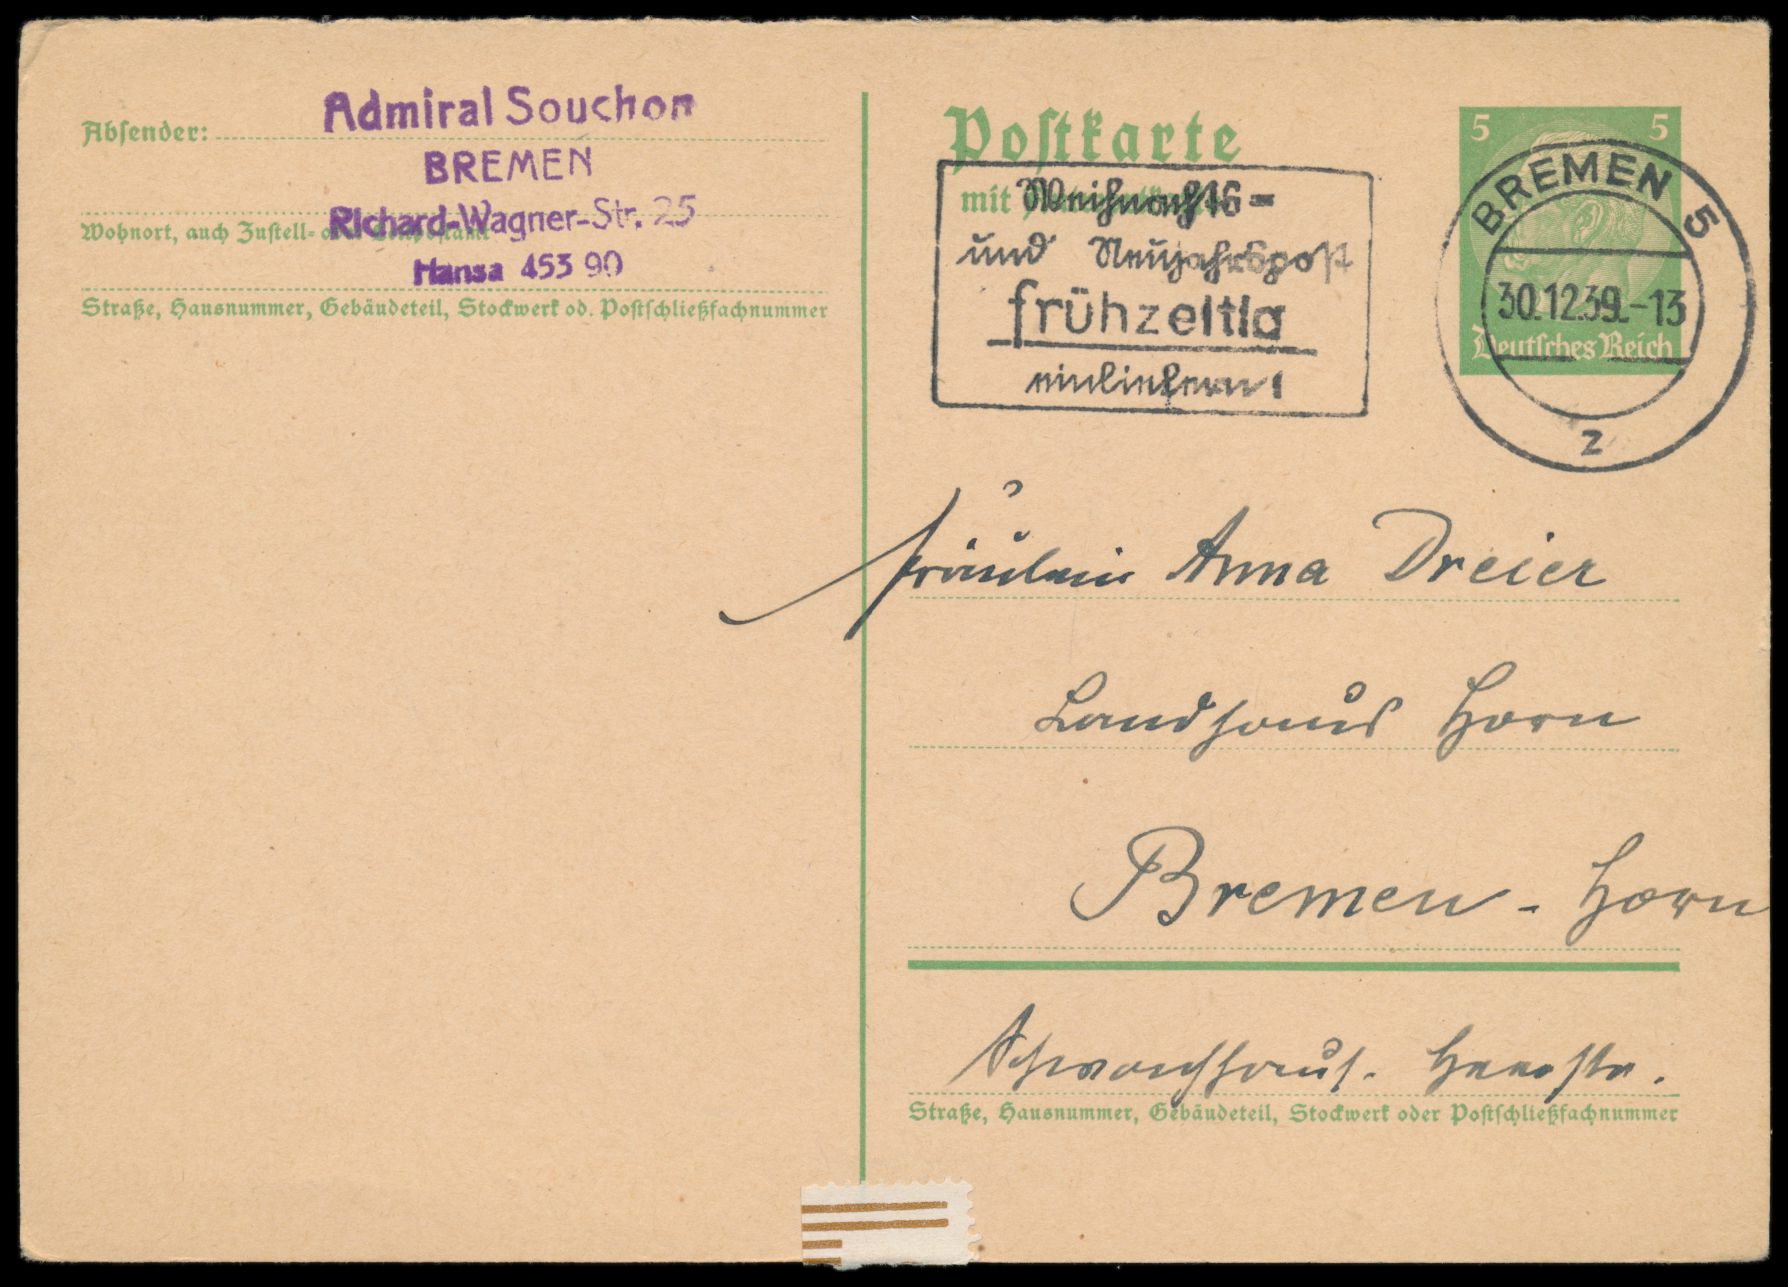 Absender:
Admiral Souchon
BREMEN
Richard-Wagner-Str. 25
Wohnort, auch Zustell-
Hansa 453 90
Straße, Hausnummer, Gebäudeteil, Stockwerk od. Postschließfachnummer
Postkarte
mit
Weihnachts-
und Neujahrspost
frühzeitig
einliefern!
5 5
BREMEN 5
30.12.39.-13
Deutsches Reich
z
Fräulein Anna Dreier
Landhaus Horn
Bremen - Horn
Schwachhaus. Heerstr.
Straße, Hausnummer, Gebäudeteil, Stockwerk oder Postschließfachnummer